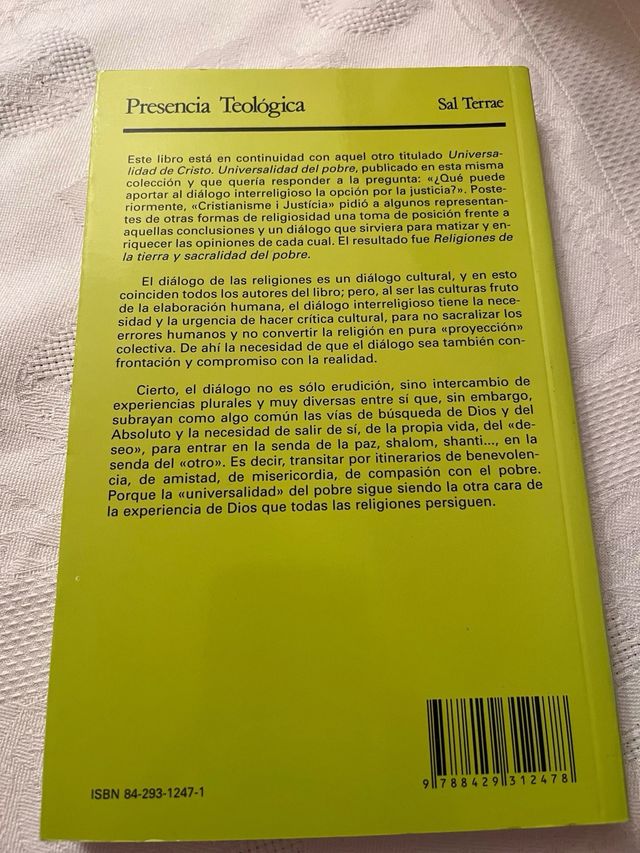 Presencia Teológica
Sal Terrae
Este libro está en continuidad con aquel otro titulado Universa-
lidad de Cristo. Universalidad del pobre, publicado en esta misma
colección y que quería responder a la pregunta: «¿Qué puede
aportar al diálogo interreligioso la opción por la justicia?». Poste-
riormente, «Cristianisme i Justícia» pidió a algunos representan-
tes de otras formas de religiosidad una toma de posición frente a
aquellas conclusiones y un diálogo que sirviera para matizar y en-
riquecer las opiniones de cada cual. El resultado fue Religiones de
la tierra y sacralidad del pobre.
El diálogo de las religiones es un diálogo cultural, y en esto
coinciden todos los autores del libro; pero, al ser las culturas fruto
de la elaboración humana, el diálogo interreligioso tiene la nece-
sidad y la urgencia de hacer crítica cultural, para no sacralizar los
errores humanos y no convertir la religión en pura «proyección»
colectiva. De ahí la necesidad de que el diálogo sea también con-
frontación y compromiso con la realidad.
Cierto, el diálogo no es sólo erudición, sino intercambio de
experiencias plurales y muy diversas entre sí que, sin embargo,
subrayan como algo común las vías de búsqueda de Dios y del
Absoluto y la necesidad de salir de sí, de la propia vida, del «de-
seo», para entrar en la senda de la paz, shalom, shanti..., en la
senda del «otro». Es decir, transitar por itinerarios de benevolen-
cia, de amistad, de misericordia, de compasión con el pobre.
Porque la «universalidad» del pobre sigue siendo la otra cara de
la experiencia de Dios que todas las religiones persiguen.
ISBN 84-293-1247-1
9 788429 312478